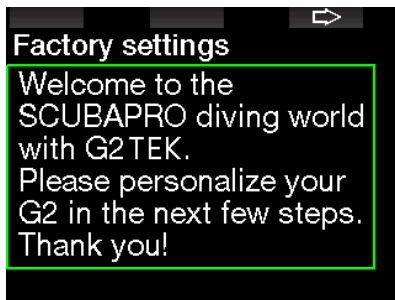 Factory settings
Welcome to the
SCUBAPRO diving world
with G2TEK.
Please personalize your
G2 in the next few steps.
Thank you!